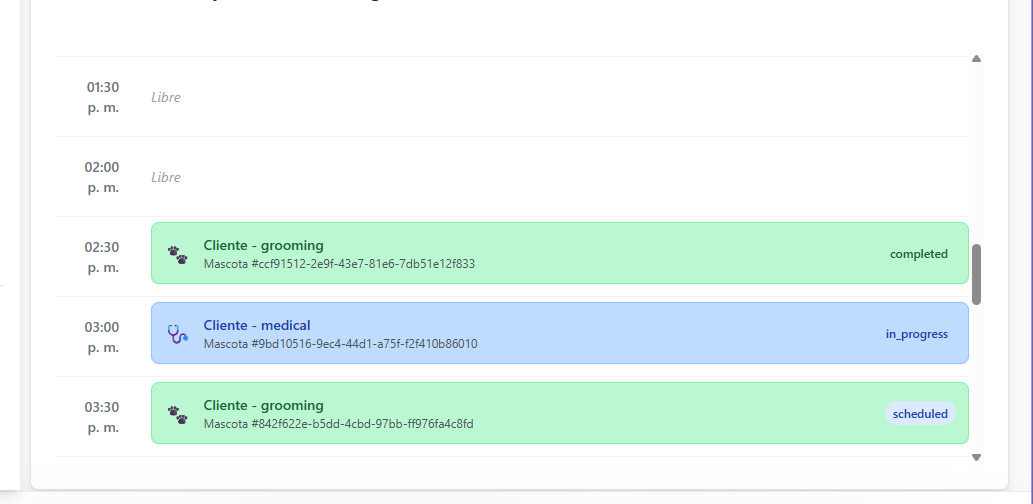 01:30
p. m.
Libre
02:00
p. m.
Libre
02:30
p. m.
Cliente - grooming
Mascota #ccf91512-2e9f-43e7-81e6-7db51e12f833
completed
03:00
p. m.
Cliente - medical
Mascota #9bd10516-9ec4-44d1-a75f-f2f410b86010
in_progress
03:30
p. m.
Cliente - grooming
Mascota #842f622e-b5dd-4cbd-97bb-ff976fa4c8fd
scheduled